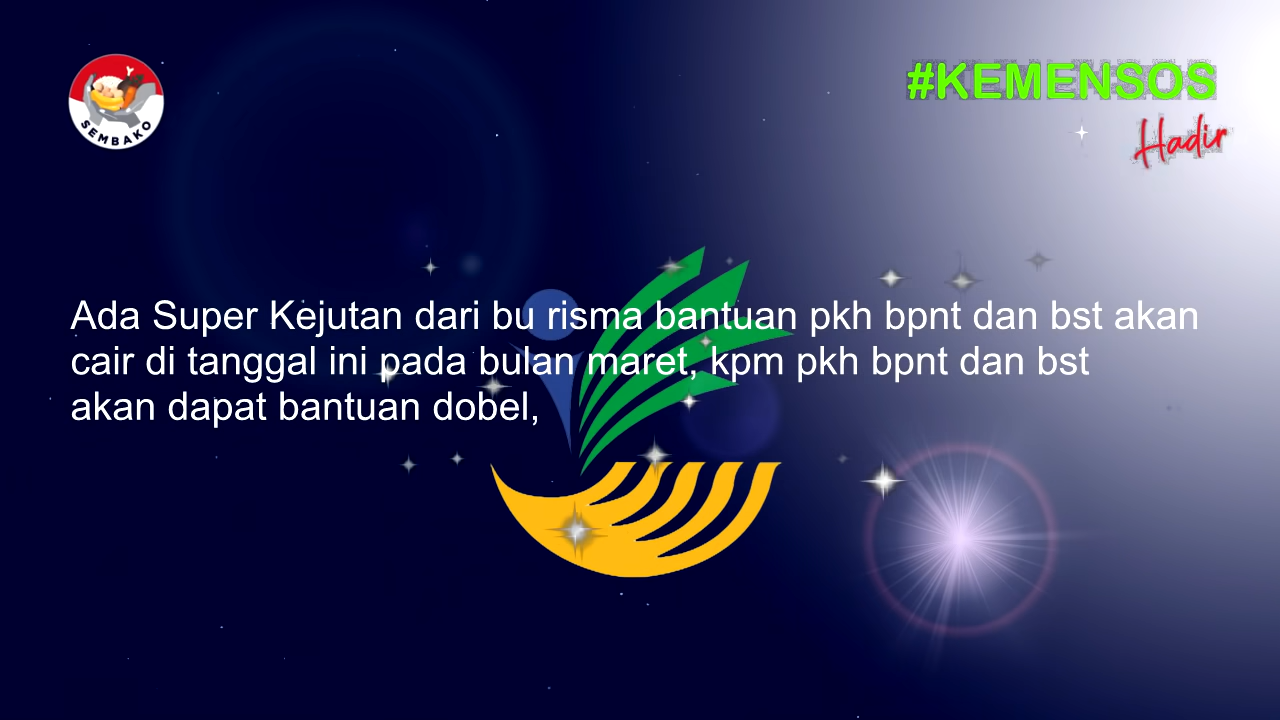 SEMBAKO
#KEMENSOS
Hadir
Ada Super Kejutan dari bu risma bantuan pkh bpnt dan bst akan
cair di tanggal ini pada bulan maret, kpm pkh bpnt dan bst
akan dapat bantuan dobel,